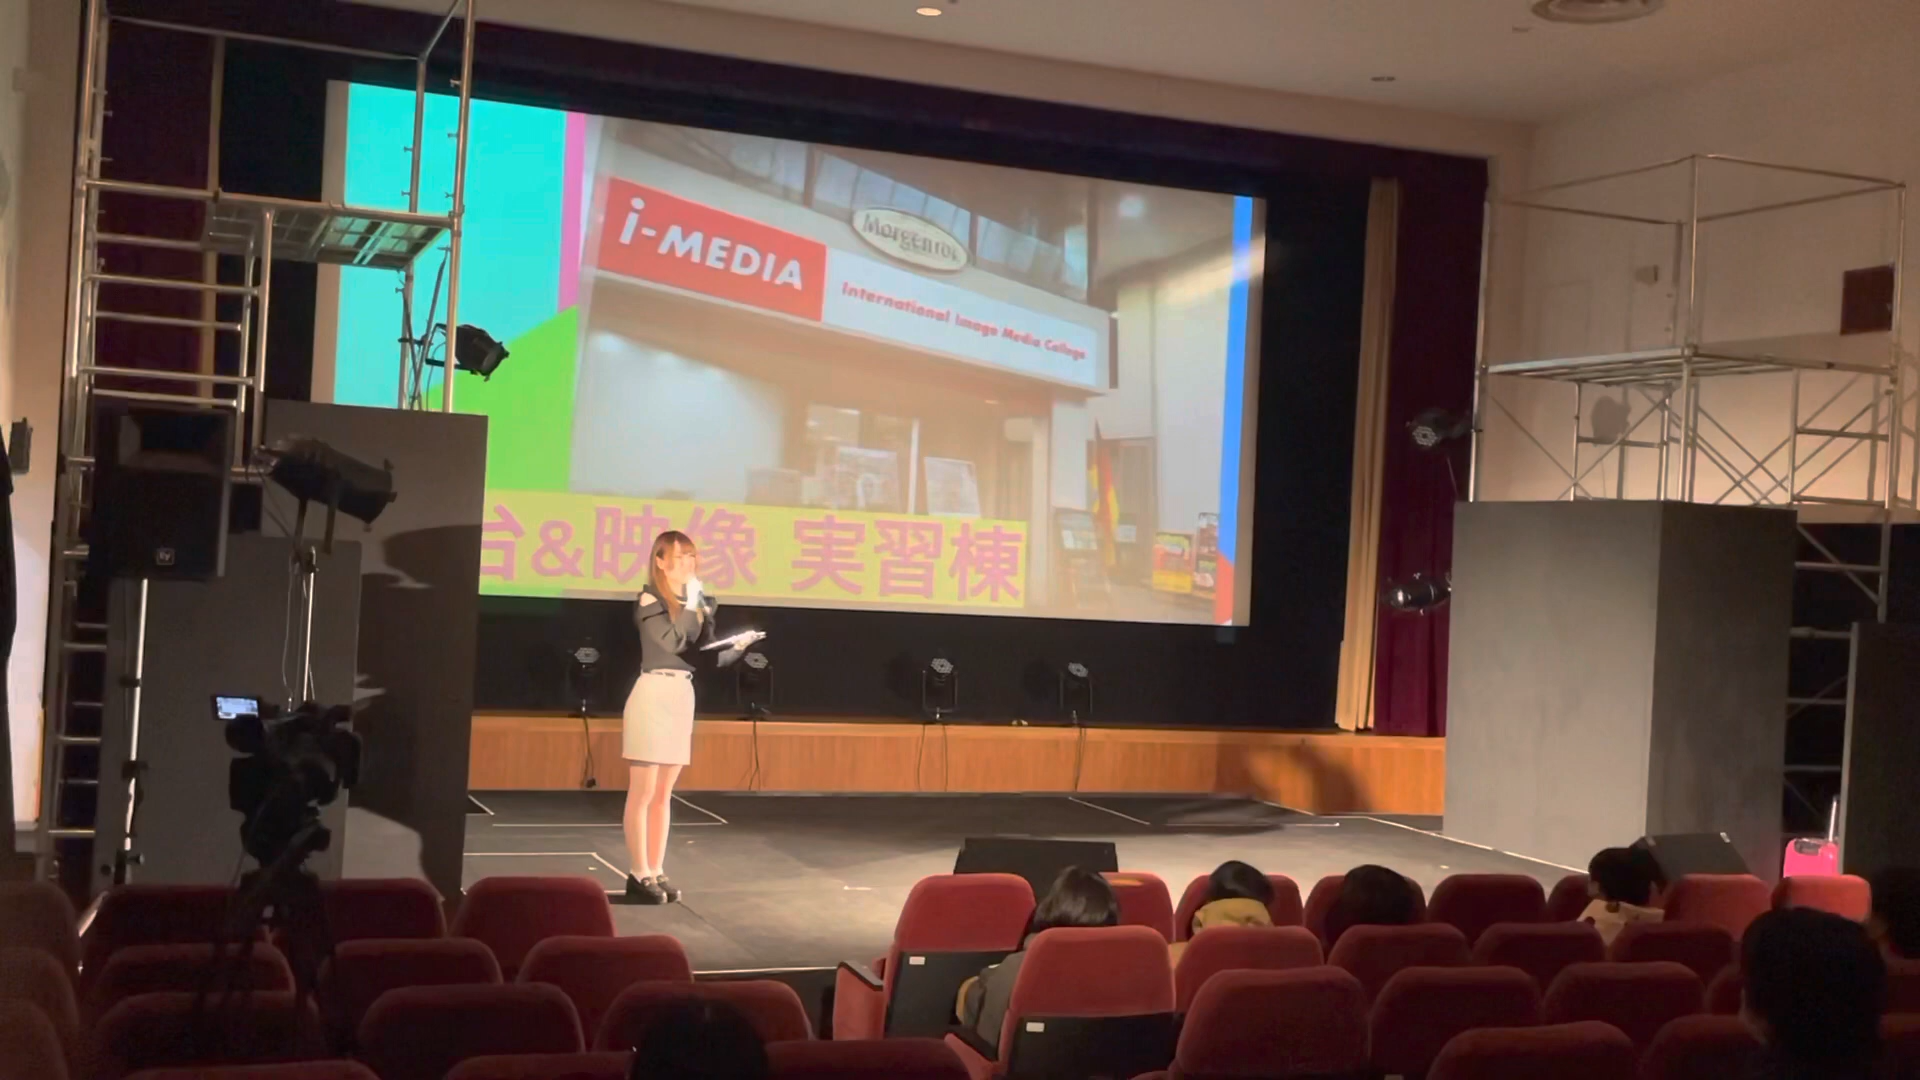 i-MEDIA
Morgenrot
International Image Media College
台&映像 実習棟